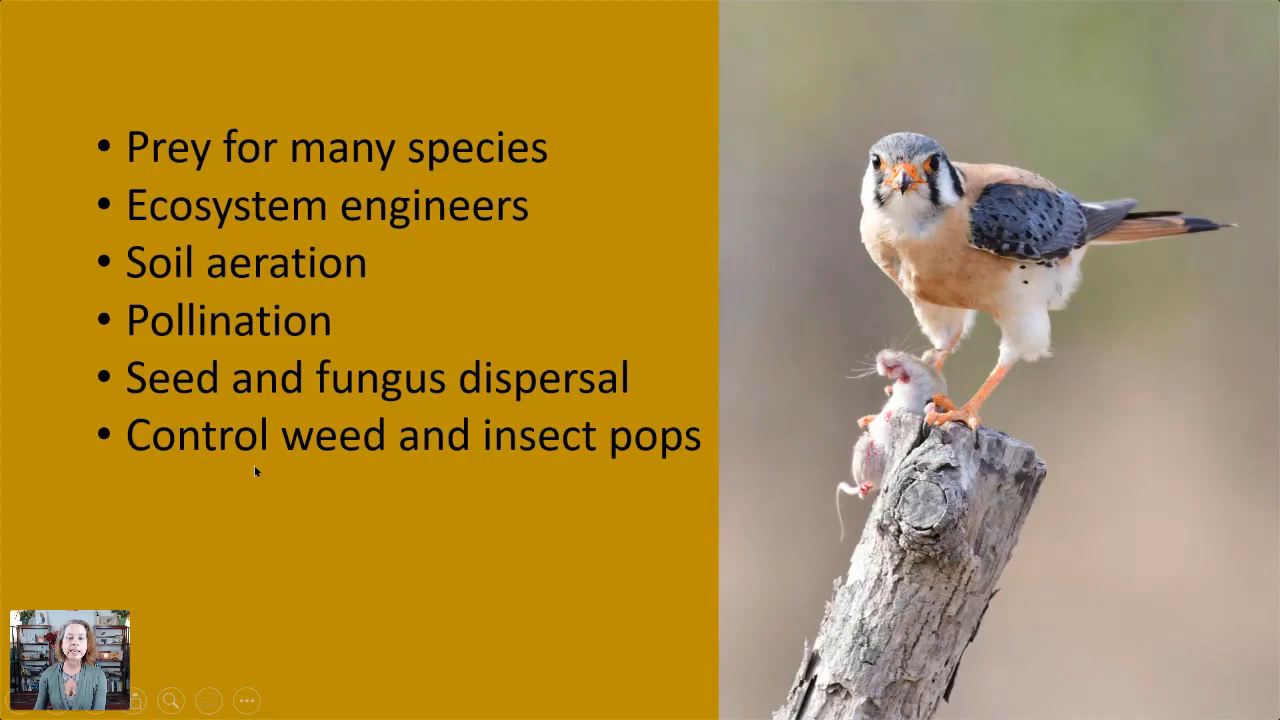 • Prey for many species
• Ecosystem engineers
• Soil aeration
• Pollination
• Seed and fungus dispersal
• Control weed and insect pops